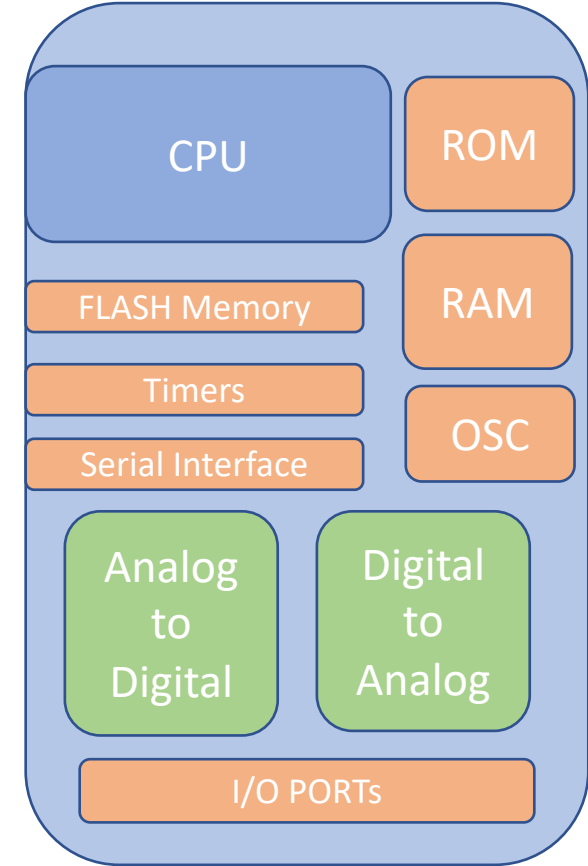 CPU
ROM
FLASH Memory
RAM
Timers
OSC
Serial Interface
Analog
to
Digital
Digital
to
Analog
I/O PORTs